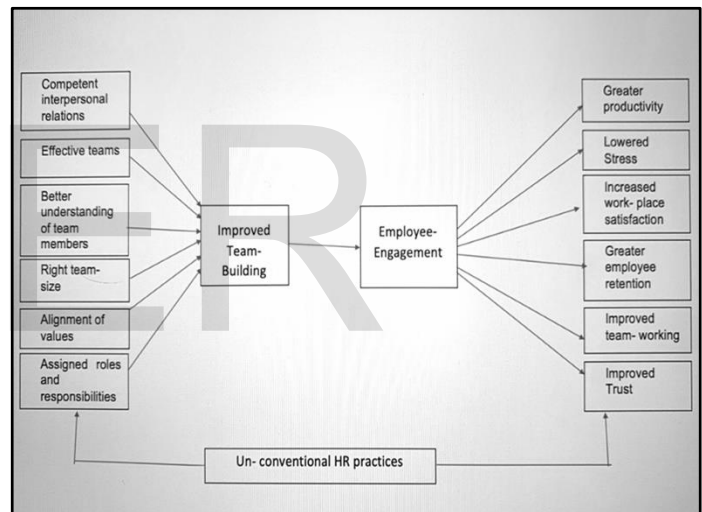 Competent
interpersonal
relations
Effective teams
Better
understanding
of team
members
Right team-
size
Alignment of
values
Assigned roles
and
responsibilities
Improved
Team-
Building
Employee-
Engagement
Greater
productivity
Lowered
Stress
Increased
work- place
satisfaction
Greater
employee
retention
Improved
team- working
Improved
Trust
Un- conventional HR practices
ER